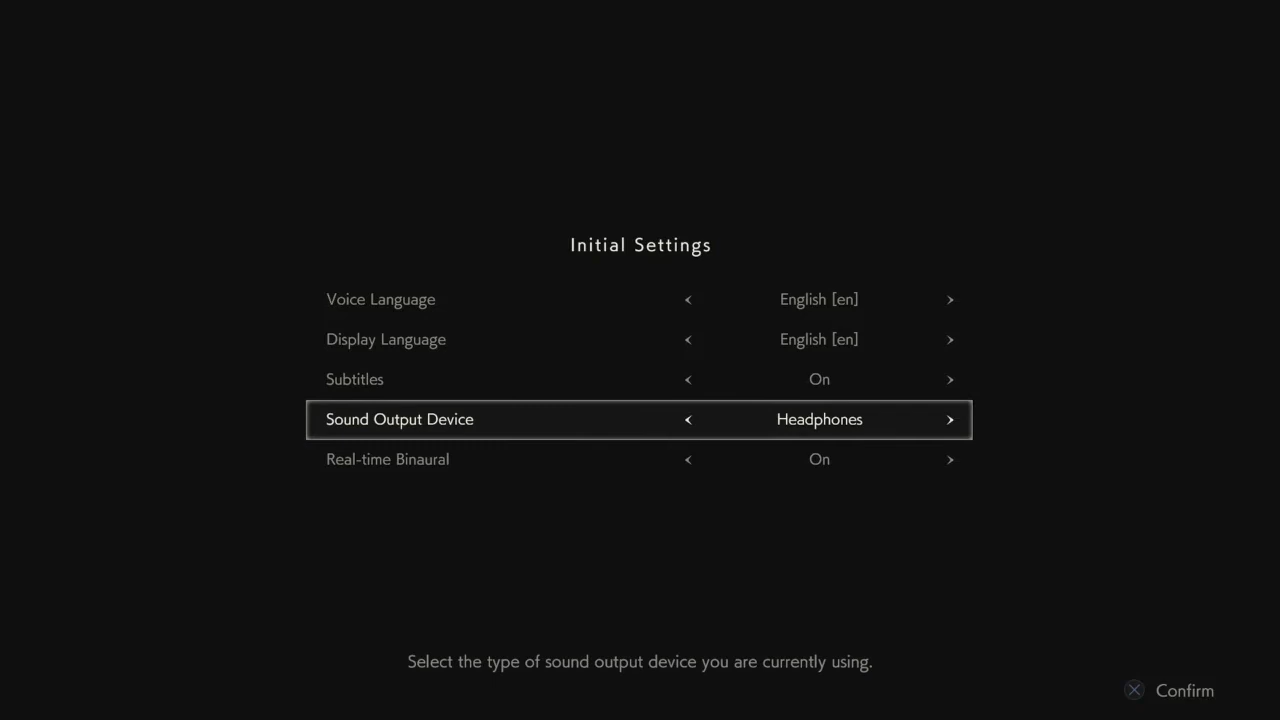 Initial Settings
Voice Language < English [en] >
Display Language < English [en] >
Subtitles < On >
Sound Output Device < Headphones >
Real-time Binaural < On >
Select the type of sound output device you are currently using.
Confirm